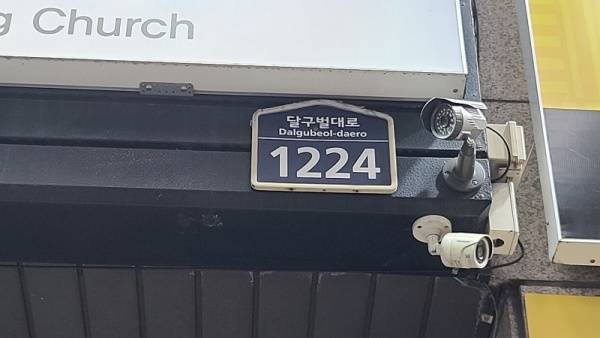 g Church
달구벌대로
Dalgubeol-daero
1224